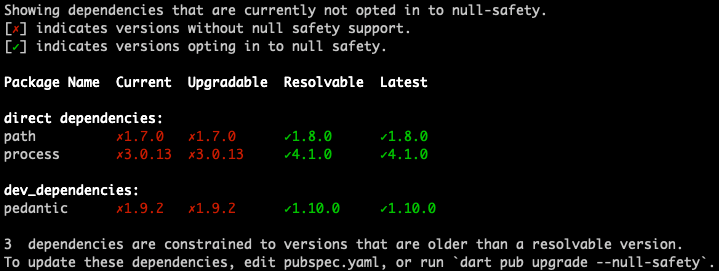 Showing dependencies that are currently not opted in to null-safety.
[✗] indicates versions without null safety support.
[✓] indicates versions opting in to null safety.
Package Name  Current  Upgradable  Resolvable  Latest
direct dependencies:
path  ✗1.7.0  ✗1.7.0  ✓1.8.0  ✓1.8.0
process  ✗3.0.13  ✗3.0.13  ✓4.1.0  ✓4.1.0
dev_dependencies:
pedantic  ✗1.9.2  ✗1.9.2  ✓1.10.0  ✓1.10.0
3  dependencies are constrained to versions that are older than a resolvable version.
To update these dependencies, edit pubspec.yaml, or run `dart pub upgrade --null-safety`.